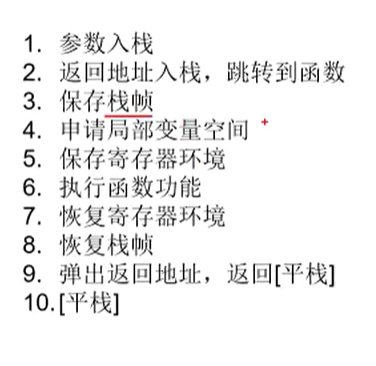 1. 参数入栈
2. 返回地址入栈，跳转到函数
3. 保存栈帧
4. 申请局部变量空间
5. 保存寄存器环境
6. 执行函数功能
7. 恢复寄存器环境
8. 恢复栈帧
9. 弹出返回地址，返回[平栈]
10. [平栈]